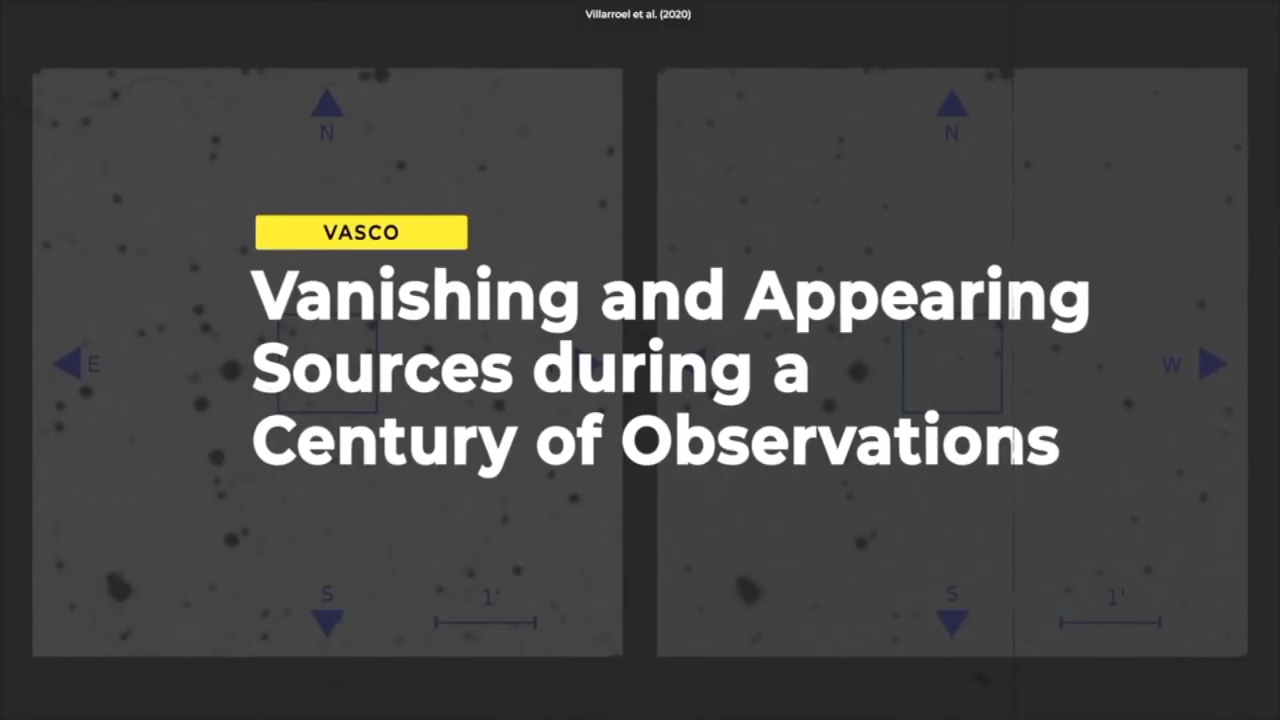 Villarroel et al. (2020)
N
N
VASCO
Vanishing and Appearing
Sources during a
Century of Observations
E
W
S
1'
S
1'